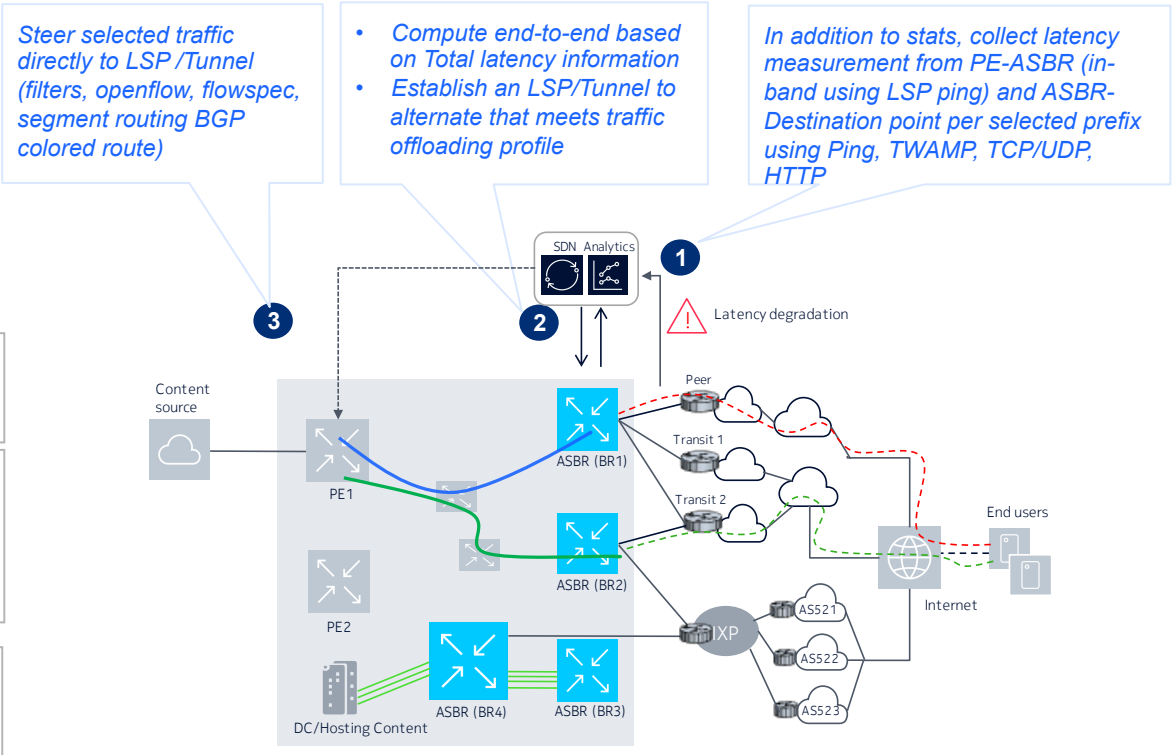 Steer selected traffic
directly to LSP /Tunnel
(filters, openflow, flowspec,
segment routing BGP
colored route)
• Compute end-to-end based
on Total latency information
• Establish an LSP/Tunnel to
alternate that meets traffic
offloading profile
In addition to stats, collect latency
measurement from PE-ASBR (in-
band using LSP ping) and ASBR-
Destination point per selected prefix
using Ping, TWAMP, TCP/UDP,
HTTP
SDN Analytics
1
2
3
Latency degradation
Content
source
PE1
ASBR (BR1)
Peer
Transit 1
Transit 2
End users
ASBR (BR2)
Internet
PE2
IXP
AS521
AS522
AS523
ASBR (BR4)
ASBR (BR3)
DC/Hosting Content